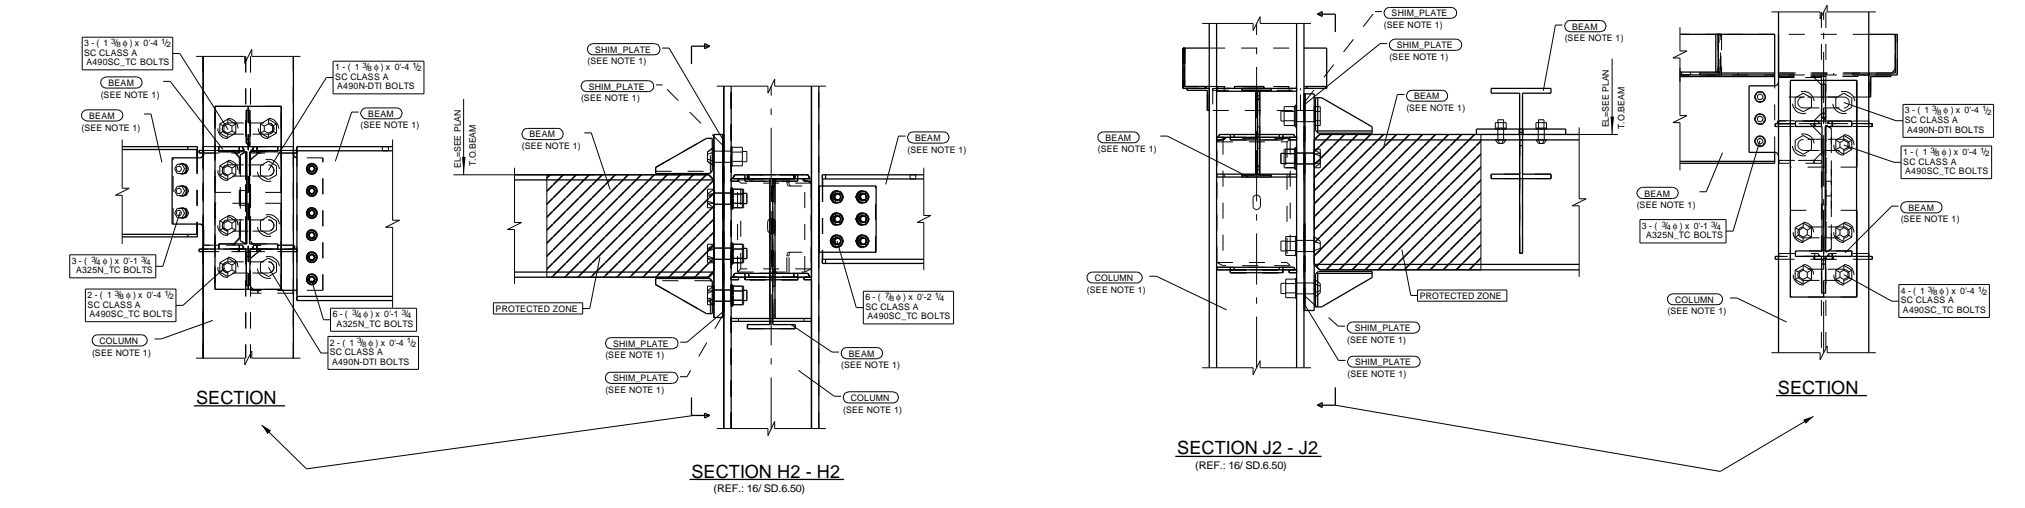 3 - ( 1 3/8 φ ) x 0'-4 1/2
SC CLASS A
A490SC_TC BOLTS
BEAM
(SEE NOTE 1)
BEAM
(SEE NOTE 1)
1 - ( 1 3/8 φ ) x 0'-4 1/2
SC CLASS A
A490N-DTI BOLTS
BEAM
(SEE NOTE 1)
3 - ( 3/4 φ ) x 0'-1 3/4
A325N_TC BOLTS
2 - ( 1 3/8 φ ) x 0'-4 1/2
SC CLASS A
A490SC_TC BOLTS
COLUMN
(SEE NOTE 1)
6 - ( 3/4 φ ) x 0'-1 3/4
A325N_TC BOLTS
2 - ( 1 3/8 φ ) x 0'-4 1/2
SC CLASS A
A490N-DTI BOLTS
SECTION
SHIM_PLATE
(SEE NOTE 1)
SHIM_PLATE
(SEE NOTE 1)
EL=SEE PLAN
T.O.BEAM
BEAM
(SEE NOTE 1)
BEAM
(SEE NOTE 1)
PROTECTED ZONE
6 - ( 7/8 φ ) x 0'-2 1/4
SC CLASS A
A490SC_TC BOLTS
SHIM_PLATE
(SEE NOTE 1)
SHIM_PLATE
(SEE NOTE 1)
BEAM
(SEE NOTE 1)
COLUMN
(SEE NOTE 1)
SECTION H2 - H2
(REF.: 16/ SD.6.50)
SHIM_PLATE
(SEE NOTE 1)
SHIM_PLATE
(SEE NOTE 1)
BEAM
(SEE NOTE 1)
BEAM
(SEE NOTE 1)
EL=SEE PLAN
T.O.BEAM
BEAM
(SEE NOTE 1)
COLUMN
(SEE NOTE 1)
PROTECTED ZONE
SHIM_PLATE
(SEE NOTE 1)
SHIM_PLATE
(SEE NOTE 1)
SECTION J2 - J2
(REF.: 16/ SD.6.50)
3 - ( 1 3/8 φ ) x 0'-4 1/2
SC CLASS A
A490N-DTI BOLTS
1 - ( 1 3/8 φ ) x 0'-4 1/2
SC CLASS A
A490SC_TC BOLTS
BEAM
(SEE NOTE 1)
BEAM
(SEE NOTE 1)
3 - ( 3/4 φ ) x 0'-1 3/4
A325N_TC BOLTS
COLUMN
(SEE NOTE 1)
4 - ( 1 3/8 φ ) x 0'-4 1/2
SC CLASS A
A490SC_TC BOLTS
SECTION